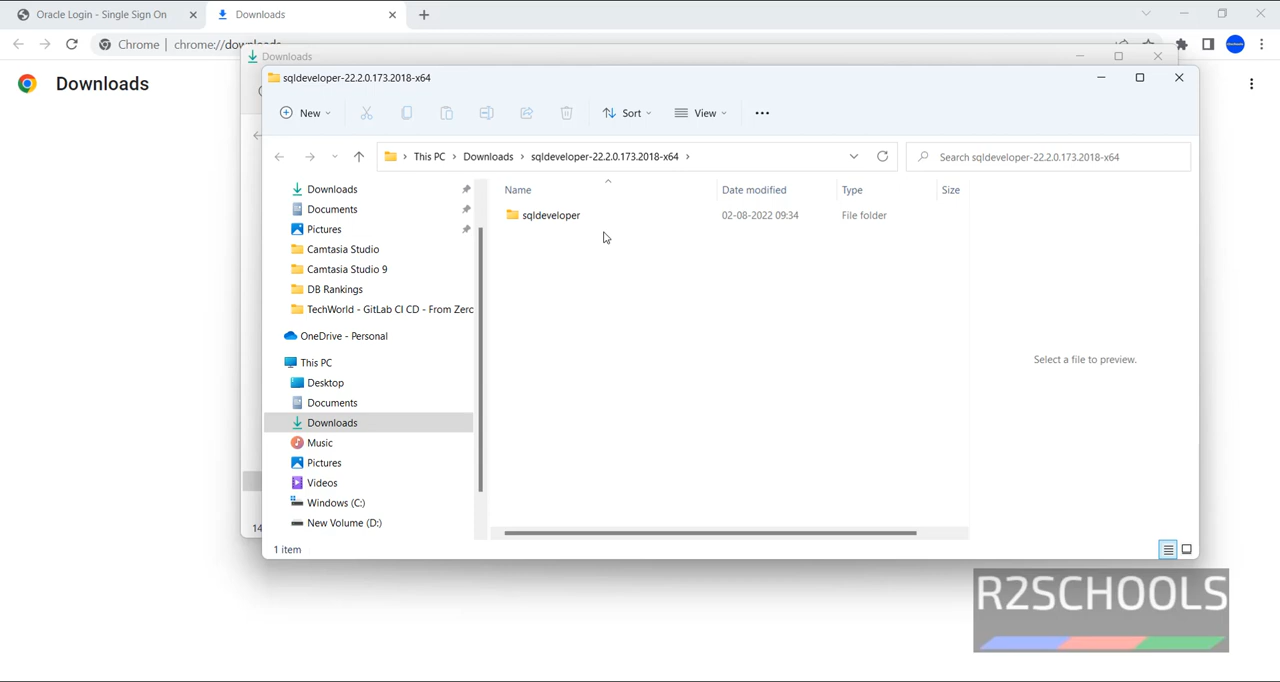 Oracle Login - Single Sign On
Downloads
Chrome
Downloads
Downloads
sqldeveloper-22.2.0.173.2018-x64
New
Sort
View
This PC
Downloads
sqldeveloper-22.2.0.173.2018-x64
Search sqldeveloper-22.2.0.173.2018-x64
Name
Date modified
Type
Size
sqldeveloper
02-08-2022 09:34
File folder
Downloads
Documents
Pictures
Camtasia Studio
Camtasia Studio 9
DB Rankings
TechWorld - GitLab CI CD - From Zero
OneDrive - Personal
This PC
Desktop
Documents
Downloads
Music
Pictures
Videos
Windows (C:)
New Volume (D:)
Select a file to preview.
14
1 item
R2SCHOOLS